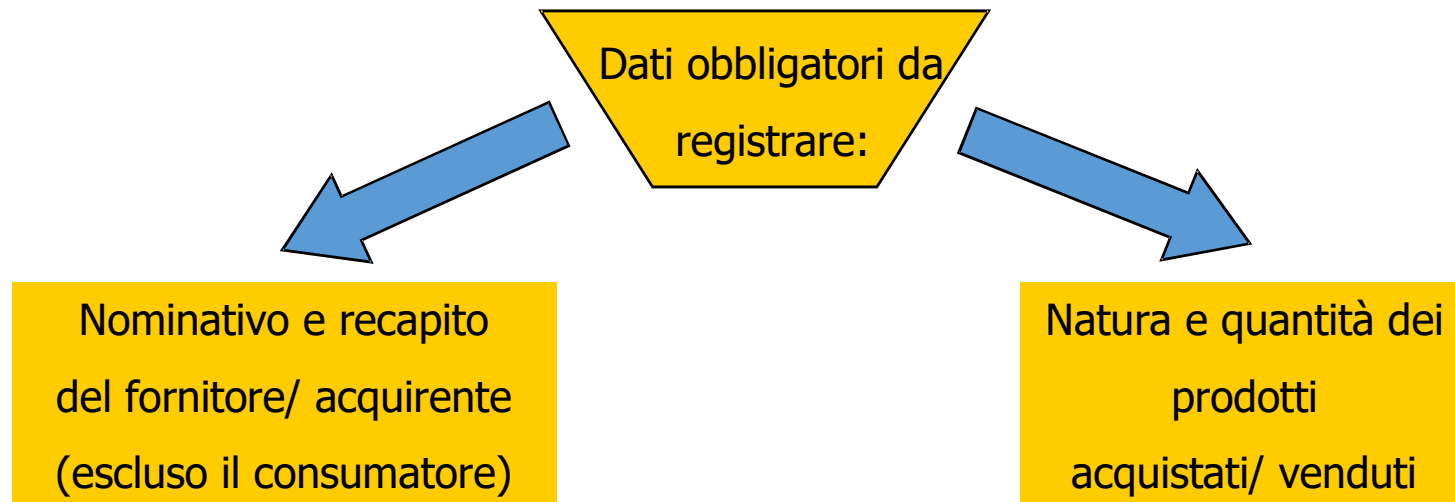 Dati obbligatori da
registrare:
Nominativo e recapito
del fornitore/ acquirente
(escluso il consumatore)
Natura e quantità dei
prodotti
acquistati/ venduti